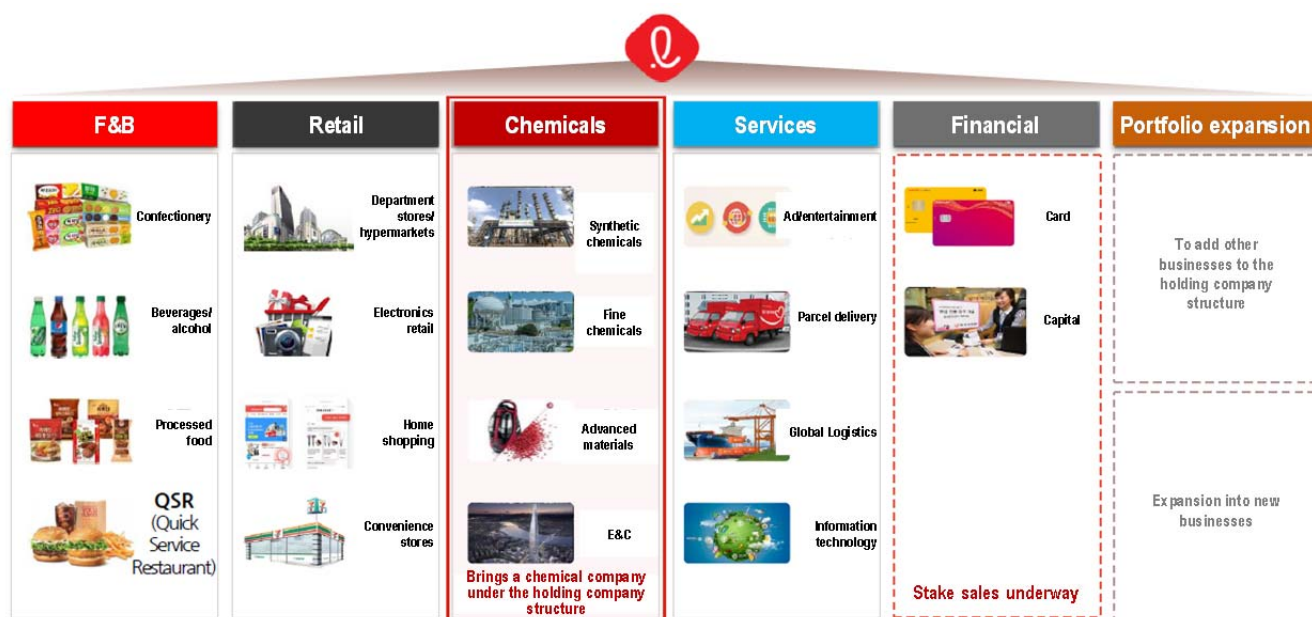 F&B
Retail
Chemicals
Services
Financial
Portfolio expansion
Confectionery
Beverages/
alcohol
Processed
food
QSR
(Quick
Service
Restaurant)
Department
stores/
hypermarkets
Electronics
retail
Home
shopping
Convenience
stores
Synthetic
chemicals
Fine
chemicals
Advanced
materials
E&C
Brings a chemical company
under the holding company
structure
Ad/entertainment
Parcel delivery
Global Logistics
Information
technology
Card
Capital
Stake sales underway
To add other
businesses to the
holding company
structure
Expansion into new
businesses